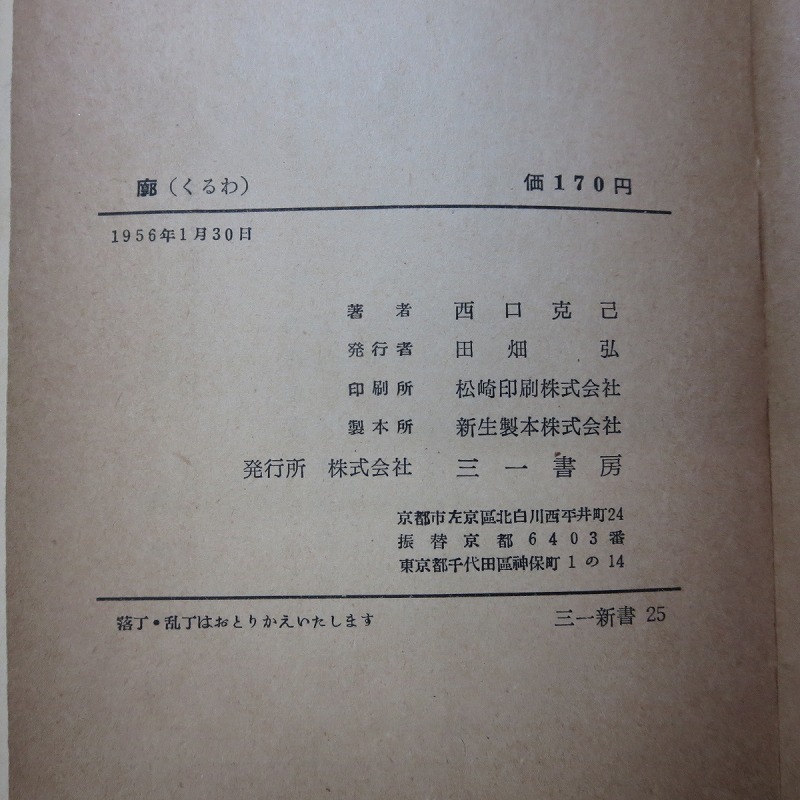 廓（くるわ） 価170円
1956年1月30日
著者 西口克己
発行者 田畑弘
印刷所 松崎印刷株式会社
製本所 新生製本株式会社
発行所 株式会社 三一書房
京都市左京區北白川西平井町24
振替京都6403番
東京都千代田區神保町1の14
落丁・乱丁はおとりかえいたします 三一新書 25